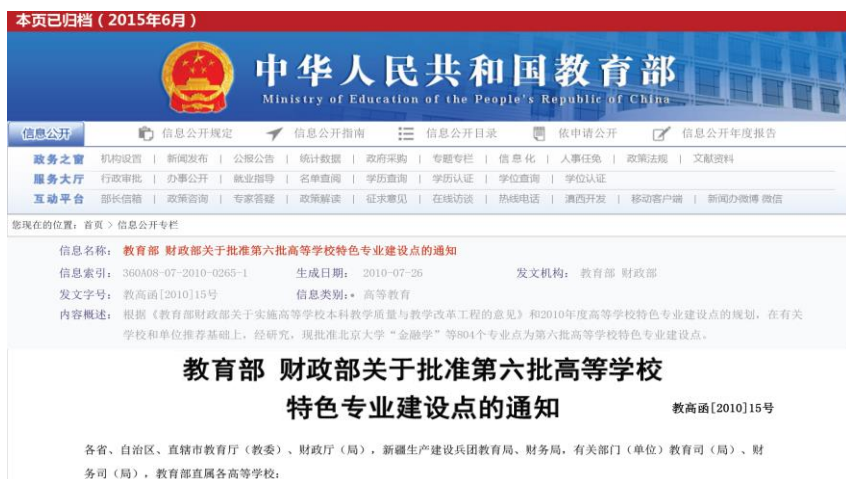 本页已归档（2015年6月）
中华人民共和国教育部
Ministry of Education of the People's Republic of China
信息公开 信息公开规定 信息公开指南 信息公开目录 依申请公开 信息公开年度报告
政务之窗 机构设置 | 新闻发布 | 公报公告 | 统计数据 | 政府采购 | 专题专栏 | 信息化 | 人事任免 | 政策法规 | 文献资料
服务大厅 行政审批 | 办事公开 | 就业指导 | 名单查阅 | 学历查询 | 学历认证 | 学位查询 | 学位认证
互动平台 部长信箱 | 政策咨询 | 专家答疑 | 政策解读 | 征求意见 | 在线访谈 | 热线电话 | 滇西开发 | 移动客户端 | 新闻办微博 微信
您现在的位置：首页 > 信息公开专栏
信息名称： 教育部 财政部关于批准第六批高等学校特色专业建设点的通知
信息索引： 360A08-07-2010-0265-1 生成日期： 2010-07-26 发文机构： 教育部 财政部
发文字号： 教高函[2010]15号 信息类别： 高等教育
内容概述： 根据《教育部财政部关于实施高等学校本科教学质量与教学改革工程的意见》和2010年度高等学校特色专业建设点的规划，在有关
学校和单位推荐基础上，经研究，现批准北京大学“金融学”等804个专业点为第六批高等学校特色专业建设点。
教育部 财政部关于批准第六批高等学校
特色专业建设点的通知
教高函[2010]15号
各省、自治区、直辖市教育厅（教委）、财政厅（局），新疆生产建设兵团教育局、财务局，有关部门（单位）教育司（局）、财
务司（局），教育部直属各高等学校：